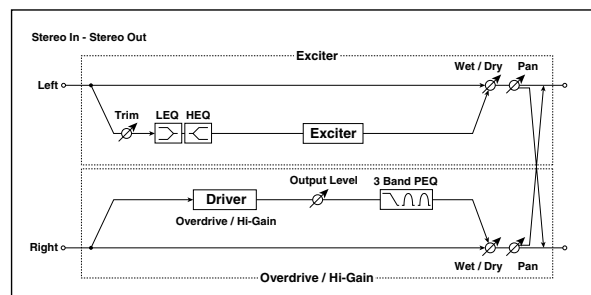 Stereo In - Stereo Out
Exciter
Wet / Dry Pan
Left
Trim LEQ HEQ
Exciter
Output Level 3 Band PEQ
Driver
Overdrive / Hi-Gain
Right
Wet / Dry Pan
Overdrive / Hi-Gain